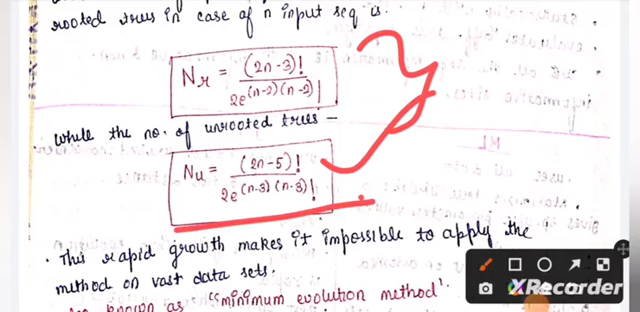 rooted trees in case of n input seq is.
Nr = (2n-3)!
2e^(n-2)(n-2)!
While the no. of unrooted trees -
Nu = (2n-5)!
2e^(n-3)(n-3)!
· This rapid growth makes it impossible to apply the
method on vast data sets.
known as "minimum evolution method'.
XRecorder